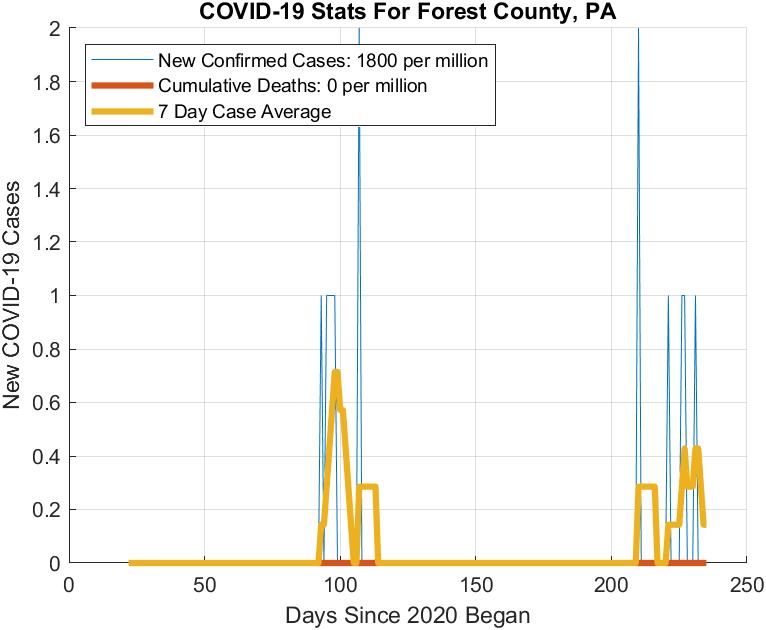 COVID-19 Stats For Forest County, PA
New Confirmed Cases: 1800 per million
Cumulative Deaths: 0 per million
7 Day Case Average
New COVID-19 Cases
2
1.8
1.6
1.4
1.2
1
0.8
0.6
0.4
0.2
0
0 50 100 150 200 250
Days Since 2020 Began